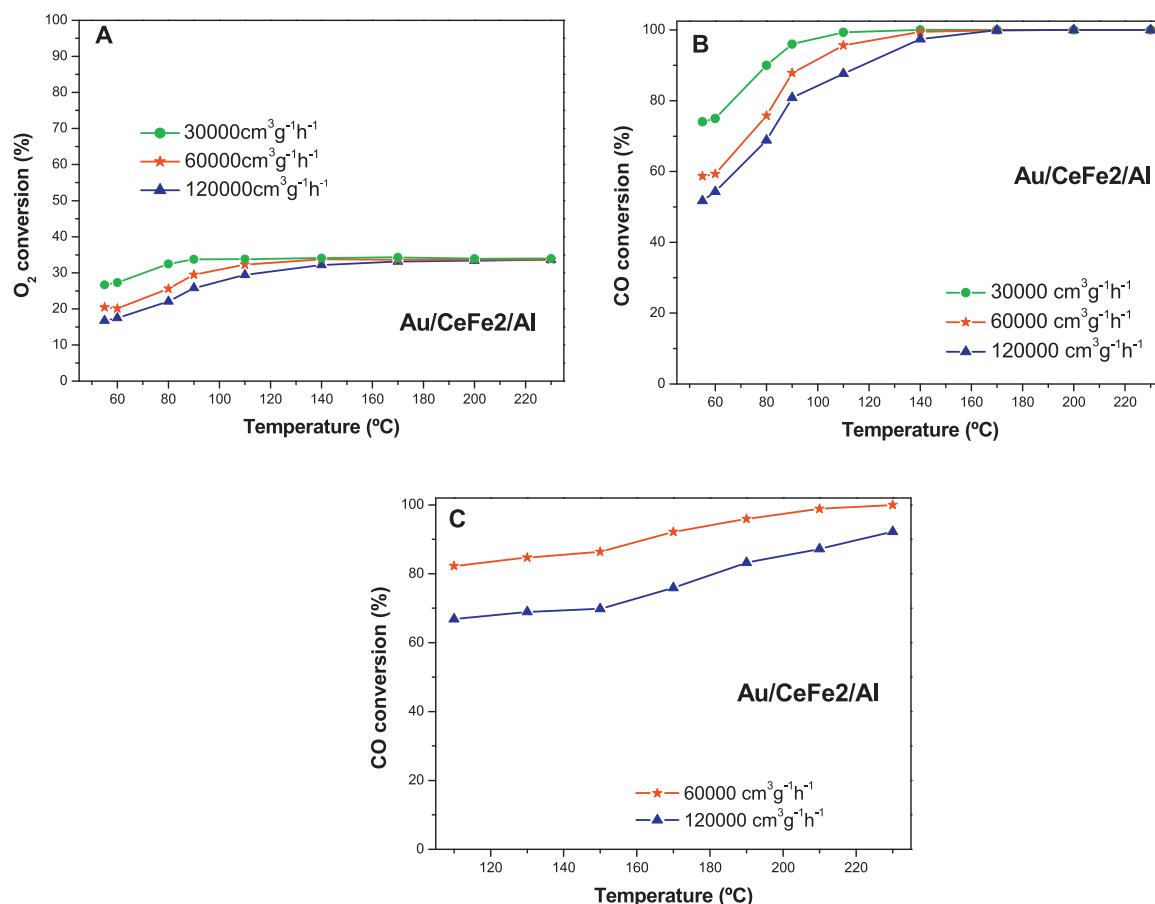 A
O₂ conversion (%)
100
90
80
70
60
50
40
30
20
10
0
30000cm³g⁻¹h⁻¹
60000cm³g⁻¹h⁻¹
120000cm³g⁻¹h⁻¹
Au/CeFe2/Al
60 80 100 120 140 160 180 200 220
Temperature (ºC)
B
CO conversion (%)
100
80
60
40
20
0
Au/CeFe2/Al
30000 cm³g⁻¹h⁻¹
60000 cm³g⁻¹h⁻¹
120000 cm³g⁻¹h⁻¹
60 80 100 120 140 160 180 200 220
Temperature (ºC)
C
CO conversion (%)
100
80
60
40
20
0
Au/CeFe2/Al
60000 cm³g⁻¹h⁻¹
120000 cm³g⁻¹h⁻¹
120 140 160 180 200 220
Temperature (ºC)